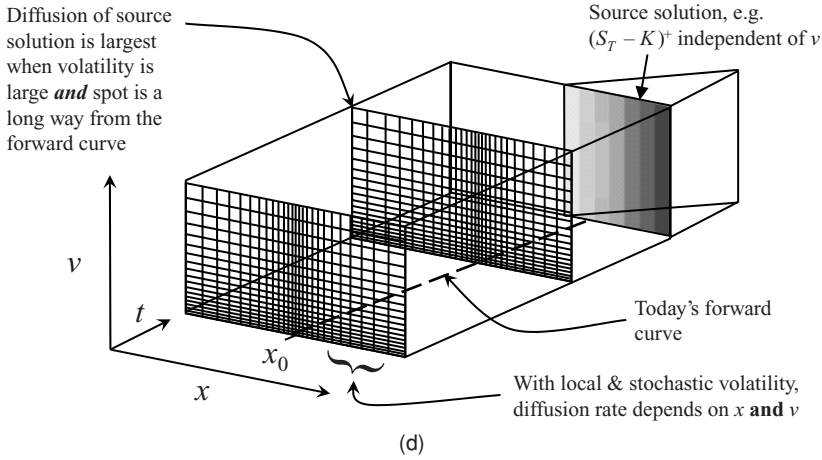 Diffusion of source
solution is largest
when volatility is
large and spot is a
long way from the
forward curve
Source solution, e.g.
(S_T – K)⁺ independent of v
v
t
x₀
x
Today's forward
curve
With local & stochastic volatility,
diffusion rate depends on x and v
(d)